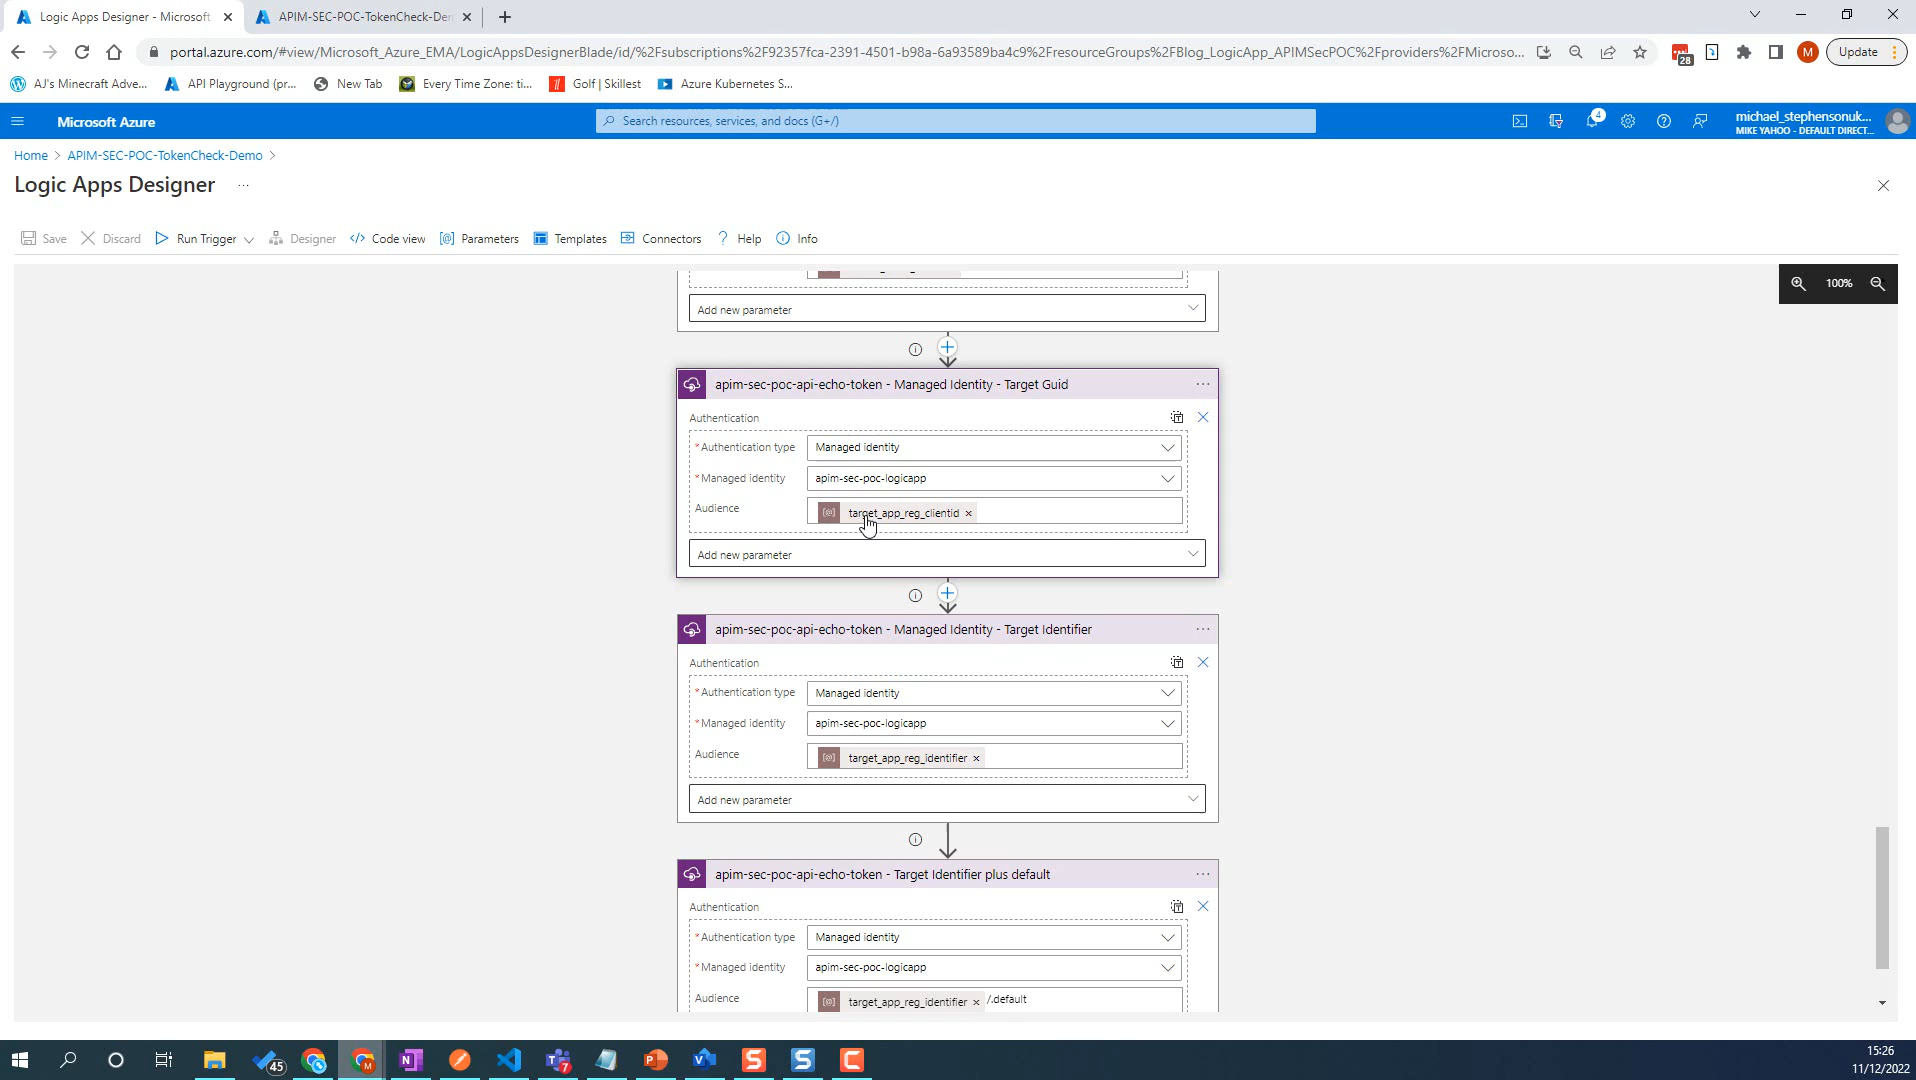 Logic Apps Designer - Microsoft
APIM-SEC-POC-TokenCheck-Den
portal.azure.com/#view/Microsoft_Azure_EMA/LogicAppsDesignerBlade/id/%2Fsubscriptions%2F92357fca-2391-4501-b98a-6a93589ba4c9%2FresourceGroups%2FBlog_LogicApp_APIMSecPOC%2Fproviders%2FMicroso...
28
M
Update
AJ's Minecraft Adve...
API Playground (pr...
New Tab
Every Time Zone: ti...
Golf | Skillest
Azure Kubernetes S...
Microsoft Azure
Search resources, services, and docs (G+/)
4
michael_stephensonuk...
MIKE YAHOO - DEFAULT DIRECT...
Home > APIM-SEC-POC-TokenCheck-Demo >
Logic Apps Designer ...
Save
Discard
Run Trigger
Designer
Code view
Parameters
Templates
Connectors
Help
Info
100%
Add new parameter
apim-sec-poc-api-echo-token - Managed Identity - Target Guid
Authentication
*Authentication type
Managed identity
*Managed identity
apim-sec-poc-logicapp
Audience
target_app_reg_clientid
Add new parameter
apim-sec-poc-api-echo-token - Managed Identity - Target Identifier
Authentication
*Authentication type
Managed identity
*Managed identity
apim-sec-poc-logicapp
Audience
target_app_reg_identifier
Add new parameter
apim-sec-poc-api-echo-token - Target Identifier plus default
Authentication
*Authentication type
Managed identity
*Managed identity
apim-sec-poc-logicapp
Audience
target_app_reg_identifier /.default
45
7
15:26
11/12/2022